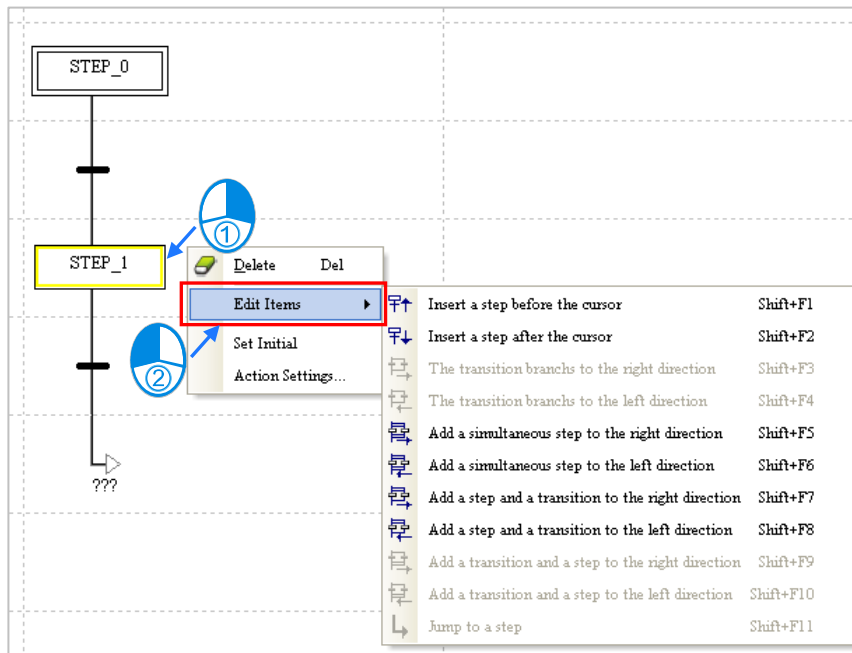 STEP_0
①
STEP_1
Delete Del
Edit Items
Set Initial
Action Settings...
②
???
Insert a step before the cursor Shift+F1
Insert a step after the cursor Shift+F2
The transition branchs to the right direction Shift+F3
The transition branchs to the left direction Shift+F4
Add a simultaneous step to the right direction Shift+F5
Add a simultaneous step to the left direction Shift+F6
Add a step and a transition to the right direction Shift+F7
Add a step and a transition to the left direction Shift+F8
Add a transition and a step to the right direction Shift+F9
Add a transition and a step to the left direction Shift+F10
Jump to a step Shift+F11